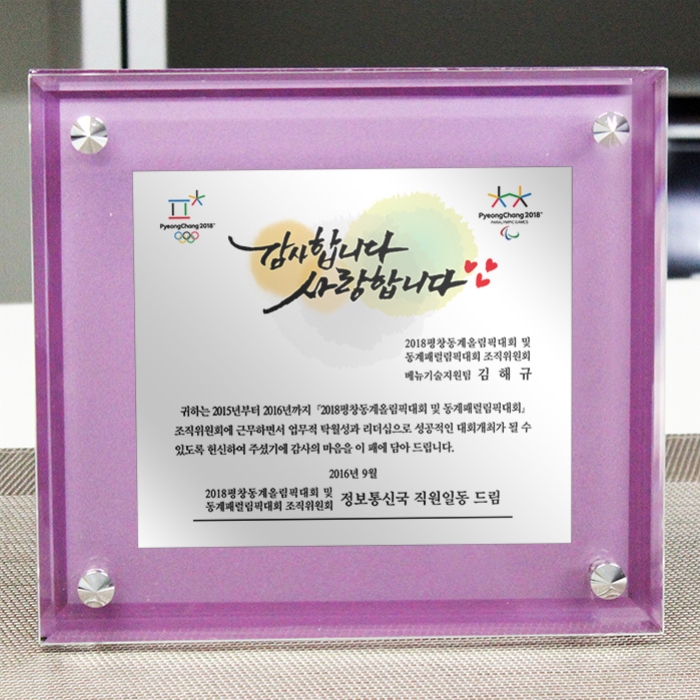 PyeongChang 2018
PyeongChang 2018
PARALYMPIC GAMES
감사합니다
사랑합니다
2018평창동계올림픽대회 및
동계패럴림픽대회 조직위원회
베뉴기술지원팀 김해규
귀하는 2015년부터 2016년까지 『2018평창동계올림픽대회 및 동계패럴림픽대회』
조직위원회에 근무하면서 업무적 탁월성과 리더십으로 성공적인 대회개최가 될 수
있도록 헌신하여 주셨기에 감사의 마음을 이 패에 담아 드립니다.
2016년 9월
2018평창동계올림픽대회 및
동계패럴림픽대회 조직위원회 정보통신국 직원일동 드림